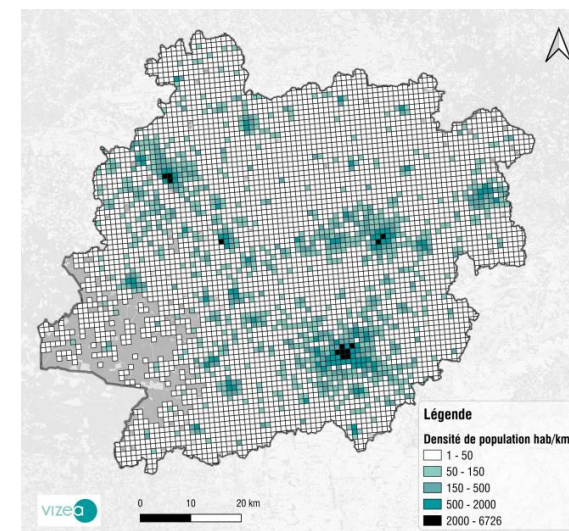 Légende
Densité de population hab/km
1 - 50
50 - 150
150 - 500
500 - 2000
2000 - 6726
vizea
0 10 20 km